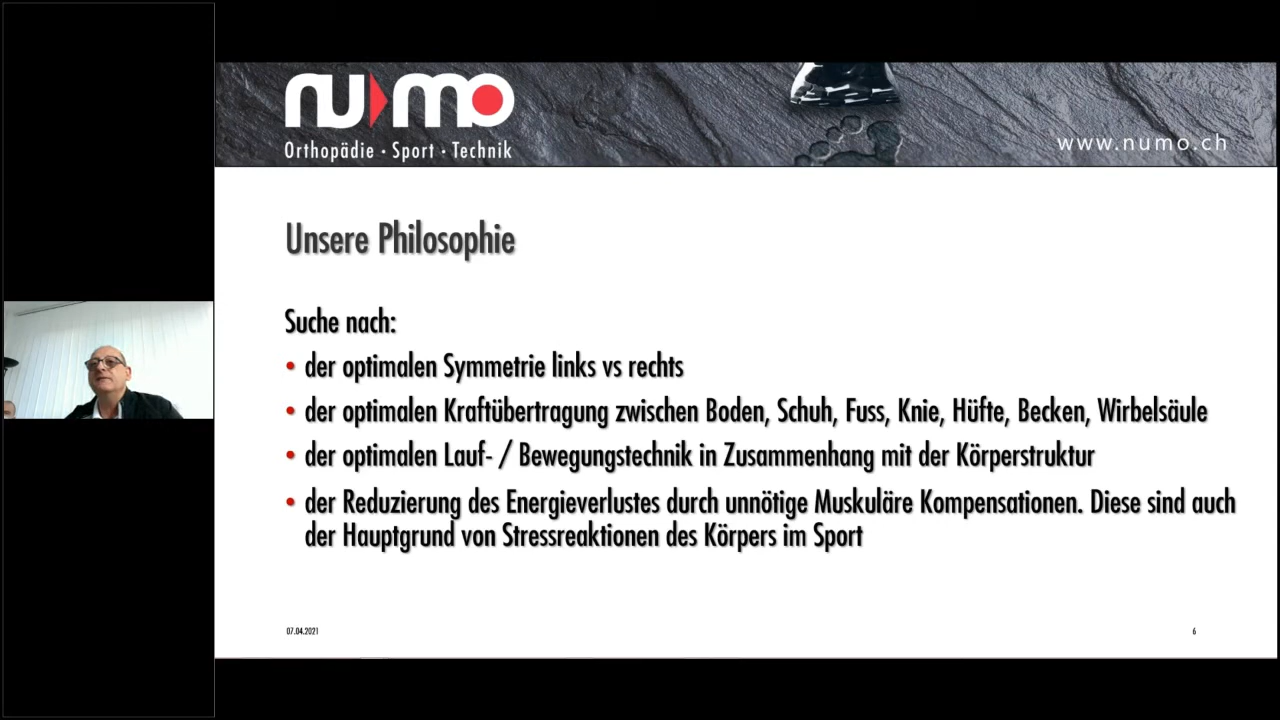 numo
Orthopädie • Sport • Technik
www.numo.ch
Unsere Philosophie
Suche nach:
• der optimalen Symmetrie links vs rechts
• der optimalen Kraftübertragung zwischen Boden, Schuh, Fuss, Knie, Hüfte, Becken, Wirbelsäule
• der optimalen Lauf- / Bewegungstechnik in Zusammenhang mit der Körperstruktur
• der Reduzierung des Energieverlustes durch unnötige Muskuläre Kompensationen. Diese sind auch
der Hauptgrund von Stressreaktionen des Körpers im Sport
07.04.2021
6